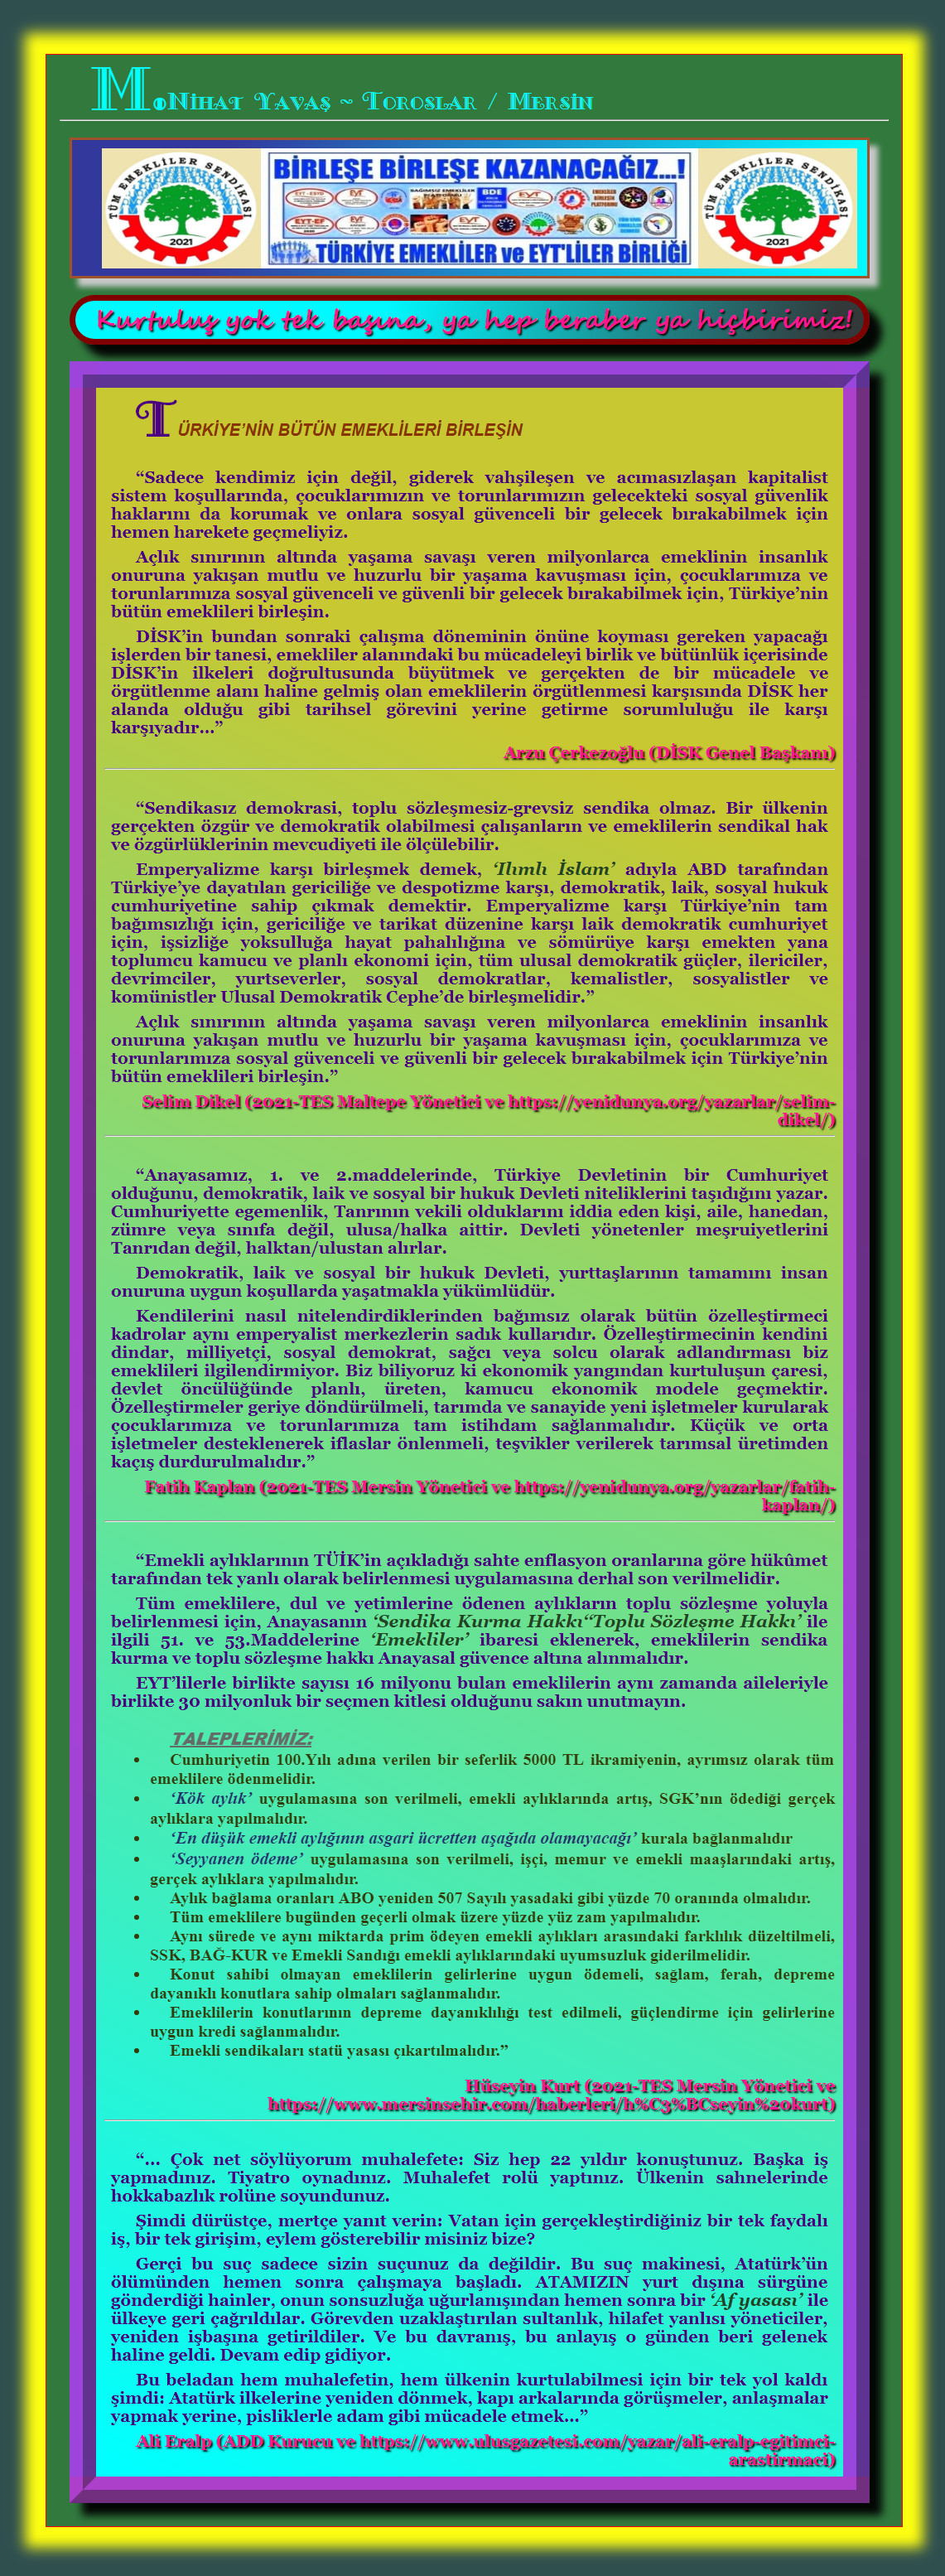 M.Nihat Yavaş ~ Toroslar / Mersin
TÜM EMEKLİLER SENDİKASI
2021
BİRLEŞE BİRLEŞE KAZANACAĞIZ...!
TÜRKİYE EMEKLİLER ve EYT'LİLER BİRLİĞİ
TÜM EMEKLİLER SENDİKASI
2021
Kurtuluş yok tek başına, ya hep beraber ya hiçbirimiz!
TÜRKİYE’NİN BÜTÜN EMEKLİLERİ BİRLEŞİN
“Sadece kendimiz için değil, giderek vahşileşen ve acımasızlaşan kapitalist
sistem koşullarında, çocuklarımızın ve torunlarımızın gelecekteki sosyal güvenlik
haklarını da korumak ve onlara sosyal güvenceli bir gelecek bırakabilmek için
hemen harekete geçmeliyiz.
Açlık sınırının altında yaşama savaşı veren milyonlarca emeklinin insanlık
onuruna yakışan mutlu ve huzurlu bir yaşama kavuşması için, çocuklarımıza ve
torunlarımıza sosyal güvenceli ve güvenli bir gelecek bırakabilmek için, Türkiye’nin
bütün emeklileri birleşin.
DİSK’in bundan sonraki çalışma döneminin önüne koyması gereken yapacağı
işlerden bir tanesi, emekliler alanındaki bu mücadeleyi birlik ve bütünlük içerisinde
DİSK’in ilkeleri doğrultusunda büyütmek ve gerçekten de bir mücadele ve
örgütlenme alanı haline gelmiş olan emeklilerin örgütlenmesi karşısında DİSK her
alanda olduğu gibi tarihsel görevini yerine getirme sorumluluğu ile karşı
karşıyadır...”
Arzu Çerkezoğlu (DİSK Genel Başkanı)
“Sendikasız demokrasi, toplu sözleşmesiz-grevsiz sendika olmaz. Bir ülkenin
gerçekten özgür ve demokratik olabilmesi çalışanların ve emeklilerin sendikal hak
ve özgürlüklerinin mevcudiyeti ile ölçülebilir.
Emperyalizme karşı birleşmek demek, ‘Ilımlı İslam’ adıyla ABD tarafından
Türkiye’ye dayatılan gericiliğe ve despotizme karşı, demokratik, laik, sosyal hukuk
cumhuriyetine sahip çıkmak demektir. Emperyalizme karşı Türkiye’nin tam
bağımsızlığı için, gericiliğe ve tarikat düzenine karşı laik demokratik cumhuriyet
için, işsizliğe yoksulluğa hayat pahalılığına ve sömürüye karşı emekten yana
toplumcu kamucu ve planlı ekonomi için, tüm ulusal demokratik güçler, ilericiler,
devrimciler, yurtseverler, sosyal demokratlar, kemalistler, sosyalistler ve
komünistler Ulusal Demokratik Cephe’de birleşmelidir.”
Açlık sınırının altında yaşama savaşı veren milyonlarca emeklinin insanlık
onuruna yakışan mutlu ve huzurlu bir yaşama kavuşması için, çocuklarımıza ve
torunlarımıza sosyal güvenceli ve güvenli bir gelecek bırakabilmek için Türkiye’nin
bütün emeklileri birleşin.”
Selim Dikel (2021-TES Maltepe Yönetici ve https://yenidunya.org/yazarlar/selim-
dikel/)
“Anayasamız, 1. ve 2.maddelerinde, Türkiye Devletinin bir Cumhuriyet
olduğunu, demokratik, laik ve sosyal bir hukuk Devleti niteliklerini taşıdığını yazar.
Cumhuriyette egemenlik, Tanrının vekili olduklarını iddia eden kişi, aile, hanedan,
zümre veya sınıfa değil, ulusa/halka aittir. Devleti yönetenler meşruiyetlerini
Tanrıdan değil, halktan/ulustan alırlar.
Demokratik, laik ve sosyal bir hukuk Devleti, yurttaşlarının tamamını insan
onuruna uygun koşullarda yaşatmakla yükümlüdür.
Kendilerini nasıl nitelendirdiklerinden bağımsız olarak bütün özelleştirmeci
kadrolar aynı emperyalist merkezlerin sadık kullarıdır. Özelleştirmecinin kendini
dindar, milliyetçi, sosyal demokrat, sağcı veya solcu olarak adlandırması biz
emeklileri ilgilendirmiyor. Biz biliyoruz ki ekonomik yangından kurtuluşun çaresi,
devlet öncülüğünde planlı, üreten, kamucu ekonomik modele geçmektir.
Özelleştirmeler geriye döndürülmeli, tarımda ve sanayide yeni işletmeler kurularak
çocuklarımıza ve torunlarımıza tam istihdam sağlanmalıdır. Küçük ve orta
işletmeler desteklenerek iflaslar önlenmeli, teşvikler verilerek tarımsal üretimden
kaçış durdurulmalıdır.”
Fatih Kaplan (2021-TES Mersin Yönetici ve https://yenidunya.org/yazarlar/fatih-
kaplan/)
“Emekli aylıklarının TÜİK’in açıkladığı sahte enflasyon oranlarına göre hükûmet
tarafından tek yanlı olarak belirlenmesi uygulamasına derhal son verilmelidir.
Tüm emeklilere, dul ve yetimlerine ödenen aylıkların toplu sözleşme yoluyla
belirlenmesi için, Anayasanın ‘Sendika Kurma Hakkı“Toplu Sözleşme Hakkı’ ile
ilgili 51. ve 53.Maddelerine ‘Emekliler’ ibaresi eklenerek, emeklilerin sendika
kurma ve toplu sözleşme hakkı Anayasal güvence altına alınmalıdır.
EYT’lilerle birlikte sayısı 16 milyonu bulan emeklilerin aynı zamanda aileleriyle
birlikte 30 milyonluk bir seçmen kitlesi olduğunu sakın unutmayın.
TALEPLERİMİZ:
• Cumhuriyetin 100.Yılı adına verilen bir seferlik 5000 TL ikramiyenin, ayrımsız olarak tüm
emeklilere ödenmelidir.
• ‘Kök aylık’ uygulamasına son verilmeli, emekli aylıklarında artış, SGK’nın ödediği gerçek
aylıklara yapılmalıdır.
• ‘En düşük emekli aylığının asgari ücretten aşağıda olamayacağı’ kurala bağlanmalıdır
• ‘Seyyanen ödeme’ uygulamasına son verilmeli, işçi, memur ve emekli maaşlarındaki artış,
gerçek aylıklara yapılmalıdır.
• Aylık bağlama oranları ABO yeniden 507 Sayılı yasadaki gibi yüzde 70 oranında olmalıdır.
• Tüm emeklilere bugünden geçerli olmak üzere yüzde yüz zam yapılmalıdır.
• Aynı sürede ve aynı miktarda prim ödeyen emekli aylıkları arasındaki farklılık düzeltilmeli,
SSK, BAĞ-KUR ve Emekli Sandığı emekli aylıklarındaki uyumsuzluk giderilmelidir.
• Konut sahibi olmayan emeklilerin gelirlerine uygun ödemeli, sağlam, ferah, depreme
dayanıklı konutlara sahip olmaları sağlanmalıdır.
• Emeklilerin konutlarının depreme dayanıklılığı test edilmeli, güçlendirme için gelirlerine
uygun kredi sağlanmalıdır.
• Emekli sendikaları statü yasası çıkartılmalıdır.”
Hüseyin Kurt (2021-TES Mersin Yönetici ve
https://www.mersinsehir.com/haberleri/h%C3%BCseyin%20kurt)
“... Çok net söylüyorum muhalefete: Siz hep 22 yıldır konuştunuz. Başka iş
yapmadınız. Tiyatro oynadınız. Muhalefet rolü yaptınız. Ülkenin sahnelerinde
hokkabazlık rolüne soyundunuz.
Şimdi dürüstçe, mertçe yanıt verin: Vatan için gerçekleştirdiğiniz bir tek faydalı
iş, bir tek girişim, eylem gösterebilir misiniz bize?
Gerçi bu suç sadece sizin suçunuz da değildir. Bu suç makinesi, Atatürk’ün
ölümünden hemen sonra çalışmaya başladı. ATAMIZIN yurt dışına sürgüne
gönderdiği hainler, onun sonsuzluğa uğurlanışından hemen sonra bir ‘Af yasası’ ile
ülkeye geri çağrıldılar. Görevden uzaklaştırılan sultanlık, hilafet yanlısı yöneticiler,
yeniden işbaşına getirildiler. Ve bu davranış, bu anlayış o günden beri gelenek
haline geldi. Devam edip gidiyor.
Bu beladan hem muhalefetin, hem ülkenin kurtulabilmesi için bir tek yol kaldı
şimdi: Atatürk ilkelerine yeniden dönmek, kapı arkalarında görüşmeler, anlaşmalar
yapmak yerine, pisliklerle adam gibi mücadele etmek...”
Ali Eralp (ADD Kurucu ve https://www.ulusgazetesi.com/yazar/ali-eralp-egitimci-
arastirmaci)